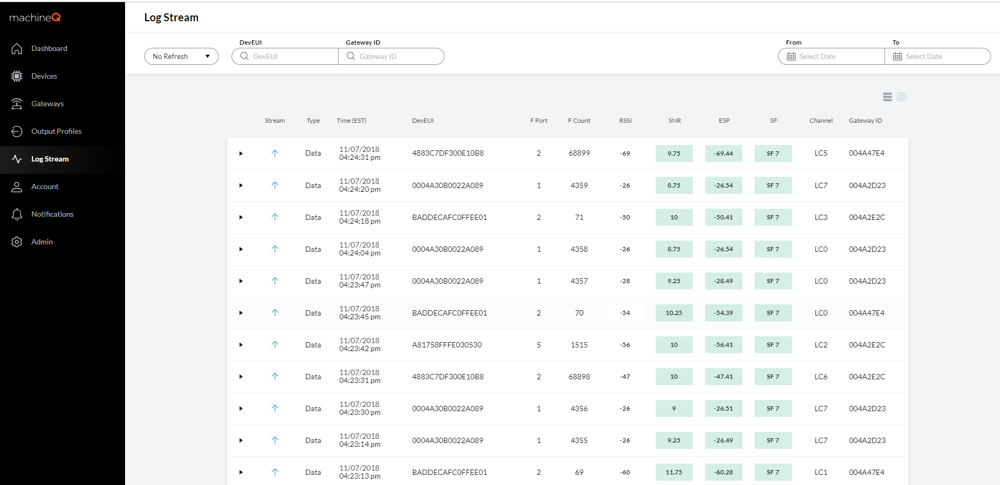 machineQ
Dashboard
Devices
Gateways
Output Profiles
Log Stream
Account
Notifications
Admin
Log Stream
DevEUI Gateway ID From To
No Refresh DevEUI Gateway ID Select Date Select Date
Stream Type Time (EST) DevEUI F Port F Count RSSI SNR ESP SF Channel Gateway ID
Data 11/07/2018 04:24:31 pm 4883C7DF300E10B8 2 68899 -69 9.75 -69.44 SF 7 LC5 004A47E4
Data 11/07/2018 04:24:20 pm 0004A30B0022A089 1 4359 -26 8.75 -26.54 SF 7 LC7 004A2D23
Data 11/07/2018 04:24:18 pm BADDECAFC0FFEE01 2 71 -50 10 -50.41 SF 7 LC3 004A2E2C
Data 11/07/2018 04:24:04 pm 0004A30B0022A089 1 4358 -26 8.75 -26.54 SF 7 LC0 004A2D23
Data 11/07/2018 04:23:47 pm 0004A30B0022A089 1 4357 -28 9.25 -28.49 SF 7 LC0 004A2D23
Data 11/07/2018 04:23:45 pm BADDECAFC0FFEE01 2 70 -54 10.25 -54.39 SF 7 LC0 004A47E4
Data 11/07/2018 04:23:42 pm A81758FFFE030530 5 1515 -56 10 -56.41 SF 7 LC2 004A2E2C
Data 11/07/2018 04:23:31 pm 4883C7DF300E10B8 2 68898 -47 10 -47.41 SF 7 LC6 004A2E2C
Data 11/07/2018 04:23:30 pm 0004A30B0022A089 1 4356 -26 9 -26.51 SF 7 LC7 004A2D23
Data 11/07/2018 04:23:14 pm 0004A30B0022A089 1 4355 -26 9.25 -26.49 SF 7 LC7 004A2D23
Data 11/07/2018 04:23:13 pm BADDECAFC0FFEE01 2 69 -60 11.75 -60.28 SF 7 LC1 004A47E4